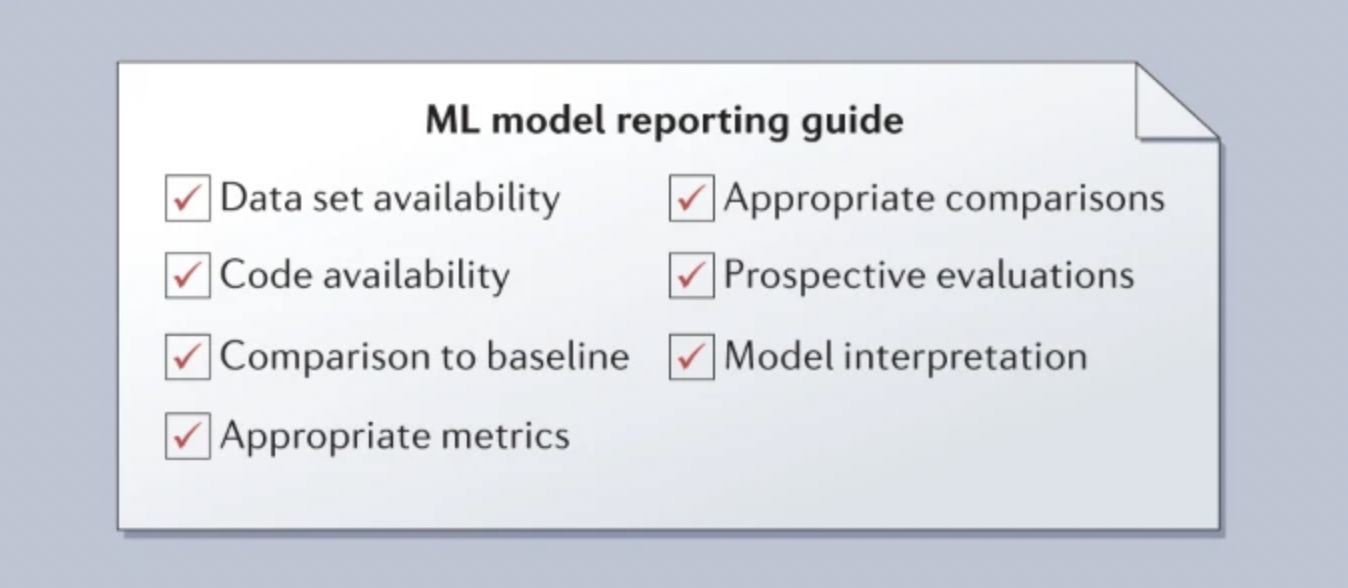 ML model reporting guide
Data set availability
Code availability
Comparison to baseline
Appropriate metrics
Appropriate comparisons
Prospective evaluations
Model interpretation